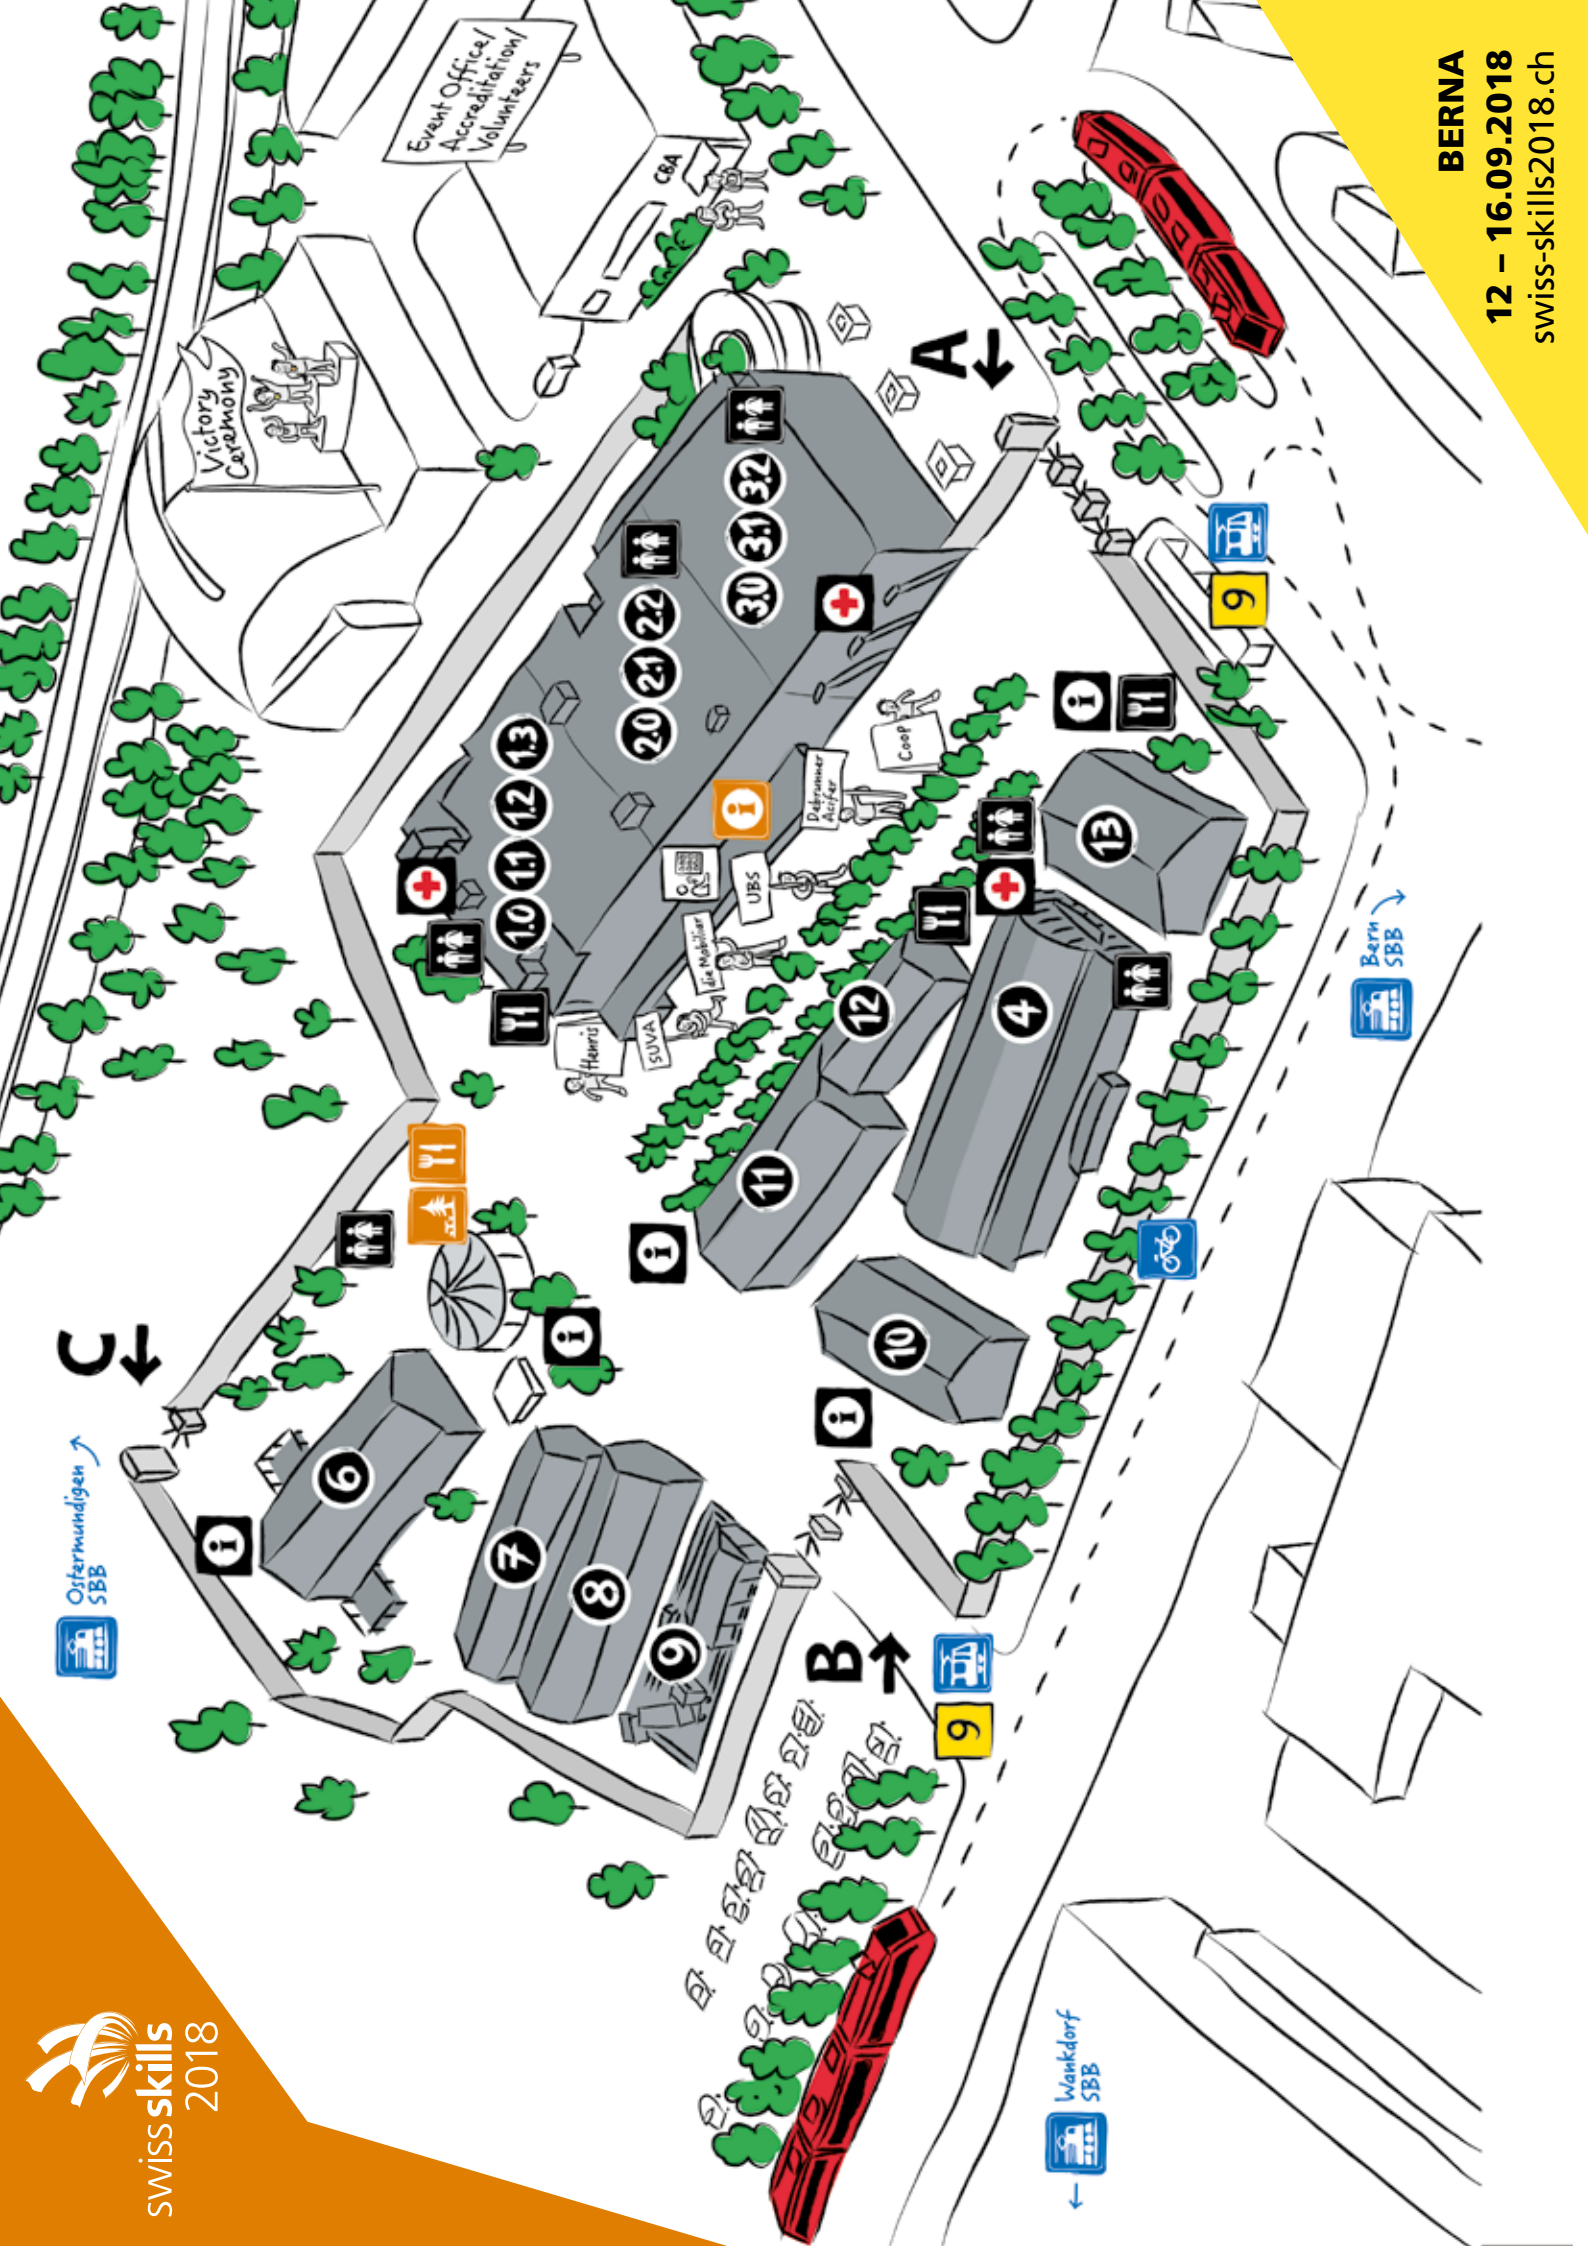 swissskills
2018
Ostermundigen
SBB
C
Victory
Ceremony
Event Office/
Accreditation/
Volunteers
CBA
6
7
8
9
1.0 1.1 1.2 1.3
2.0 2.1 2.2
3.0 3.1 3.2
Henris
SUVA
die Mobiliar
UBS
Debrunner
Acifer
Coop
11
12
10
4
13
A
B
9
9
Bern
SBB
Wankdorf
SBB
BERNA
12 – 16.09.2018
swiss-skills2018.ch